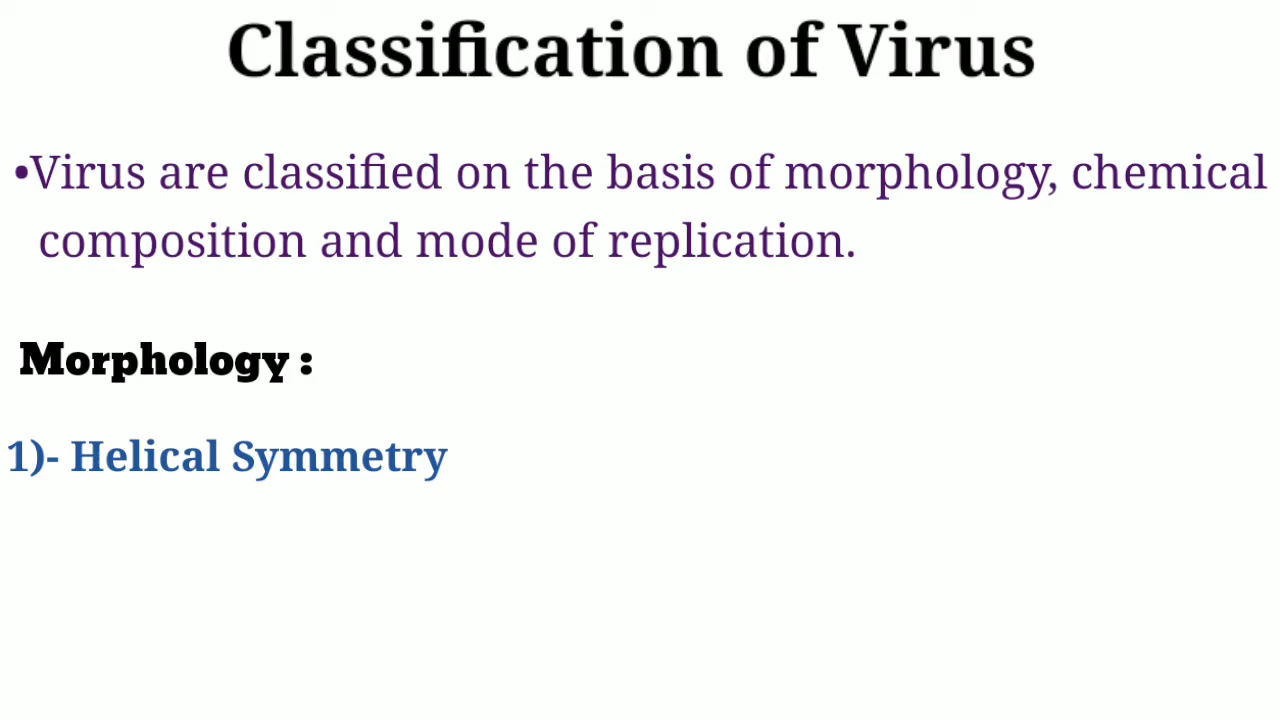 Classification of Virus
•Virus are classified on the basis of morphology, chemical
composition and mode of replication.
Morphology :
1)- Helical Symmetry